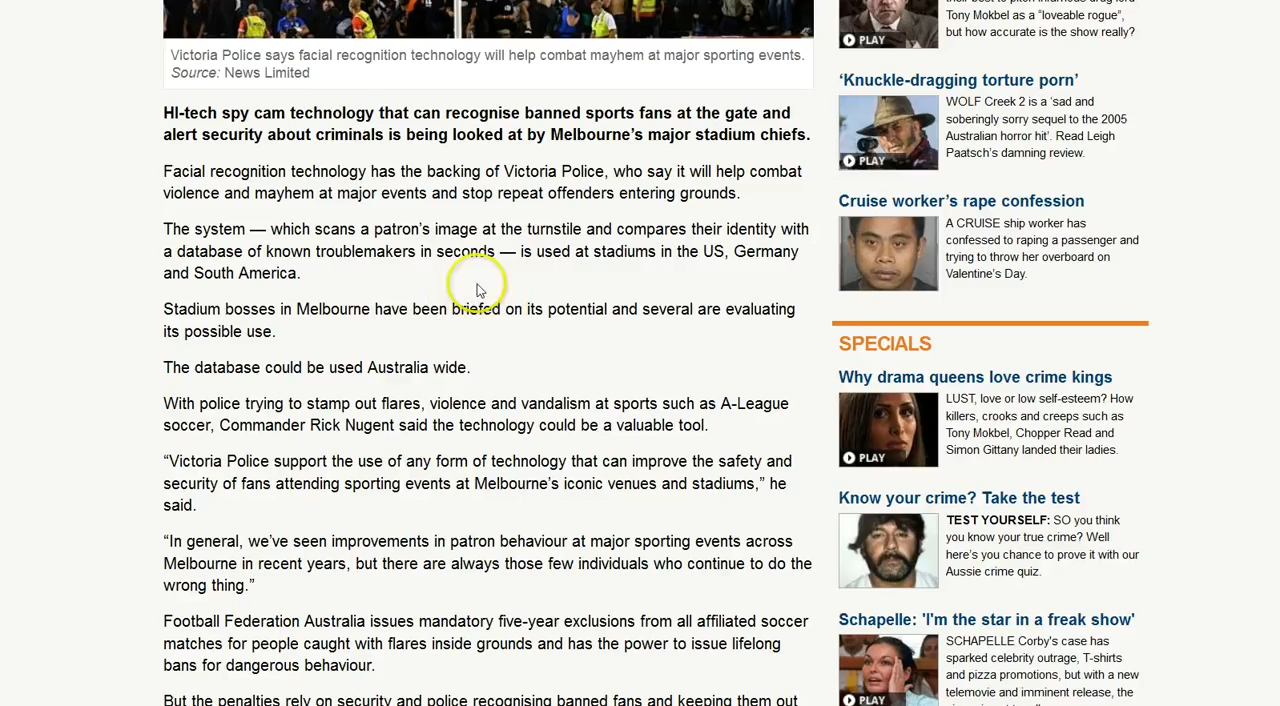 Victoria Police says facial recognition technology will help combat mayhem at major sporting events.
Source: News Limited
HI-tech spy cam technology that can recognise banned sports fans at the gate and
alert security about criminals is being looked at by Melbourne’s major stadium chiefs.
Facial recognition technology has the backing of Victoria Police, who say it will help combat
violence and mayhem at major events and stop repeat offenders entering grounds.
The system — which scans a patron’s image at the turnstile and compares their identity with
a database of known troublemakers in seconds — is used at stadiums in the US, Germany
and South America.
Stadium bosses in Melbourne have been briefed on its potential and several are evaluating
its possible use.
The database could be used Australia wide.
With police trying to stamp out flares, violence and vandalism at sports such as A-League
soccer, Commander Rick Nugent said the technology could be a valuable tool.
“Victoria Police support the use of any form of technology that can improve the safety and
security of fans attending sporting events at Melbourne’s iconic venues and stadiums,” he
said.
“In general, we’ve seen improvements in patron behaviour at major sporting events across
Melbourne in recent years, but there are always those few individuals who continue to do the
wrong thing.”
Football Federation Australia issues mandatory five-year exclusions from all affiliated soccer
matches for people caught with flares inside grounds and has the power to issue lifelong
bans for dangerous behaviour.
But the penalties rely on security and police recognising banned fans and keeping them out
Tony Mokbel as a “loveable rogue”,
but how accurate is the show really?
PLAY
‘Knuckle-dragging torture porn’
WOLF Creek 2 is a ‘sad and
soberingly sorry sequel to the 2005
Australian horror hit’. Read Leigh
Paatsch’s damning review.
PLAY
Cruise worker’s rape confession
A CRUISE ship worker has
confessed to raping a passenger and
trying to throw her overboard on
Valentine’s Day.
SPECIALS
Why drama queens love crime kings
LUST, love or low self-esteem? How
killers, crooks and creeps such as
Tony Mokbel, Chopper Read and
Simon Gittany landed their ladies.
PLAY
Know your crime? Take the test
TEST YOURSELF: SO you think
you know your true crime? Well
here’s you chance to prove it with our
Aussie crime quiz.
Schapelle: 'I'm the star in a freak show'
SCHAPELLE Corby's case has
sparked celebrity outrage, T-shirts
and pizza promotions, but with a new
telemovie and imminent release, the
PLAY